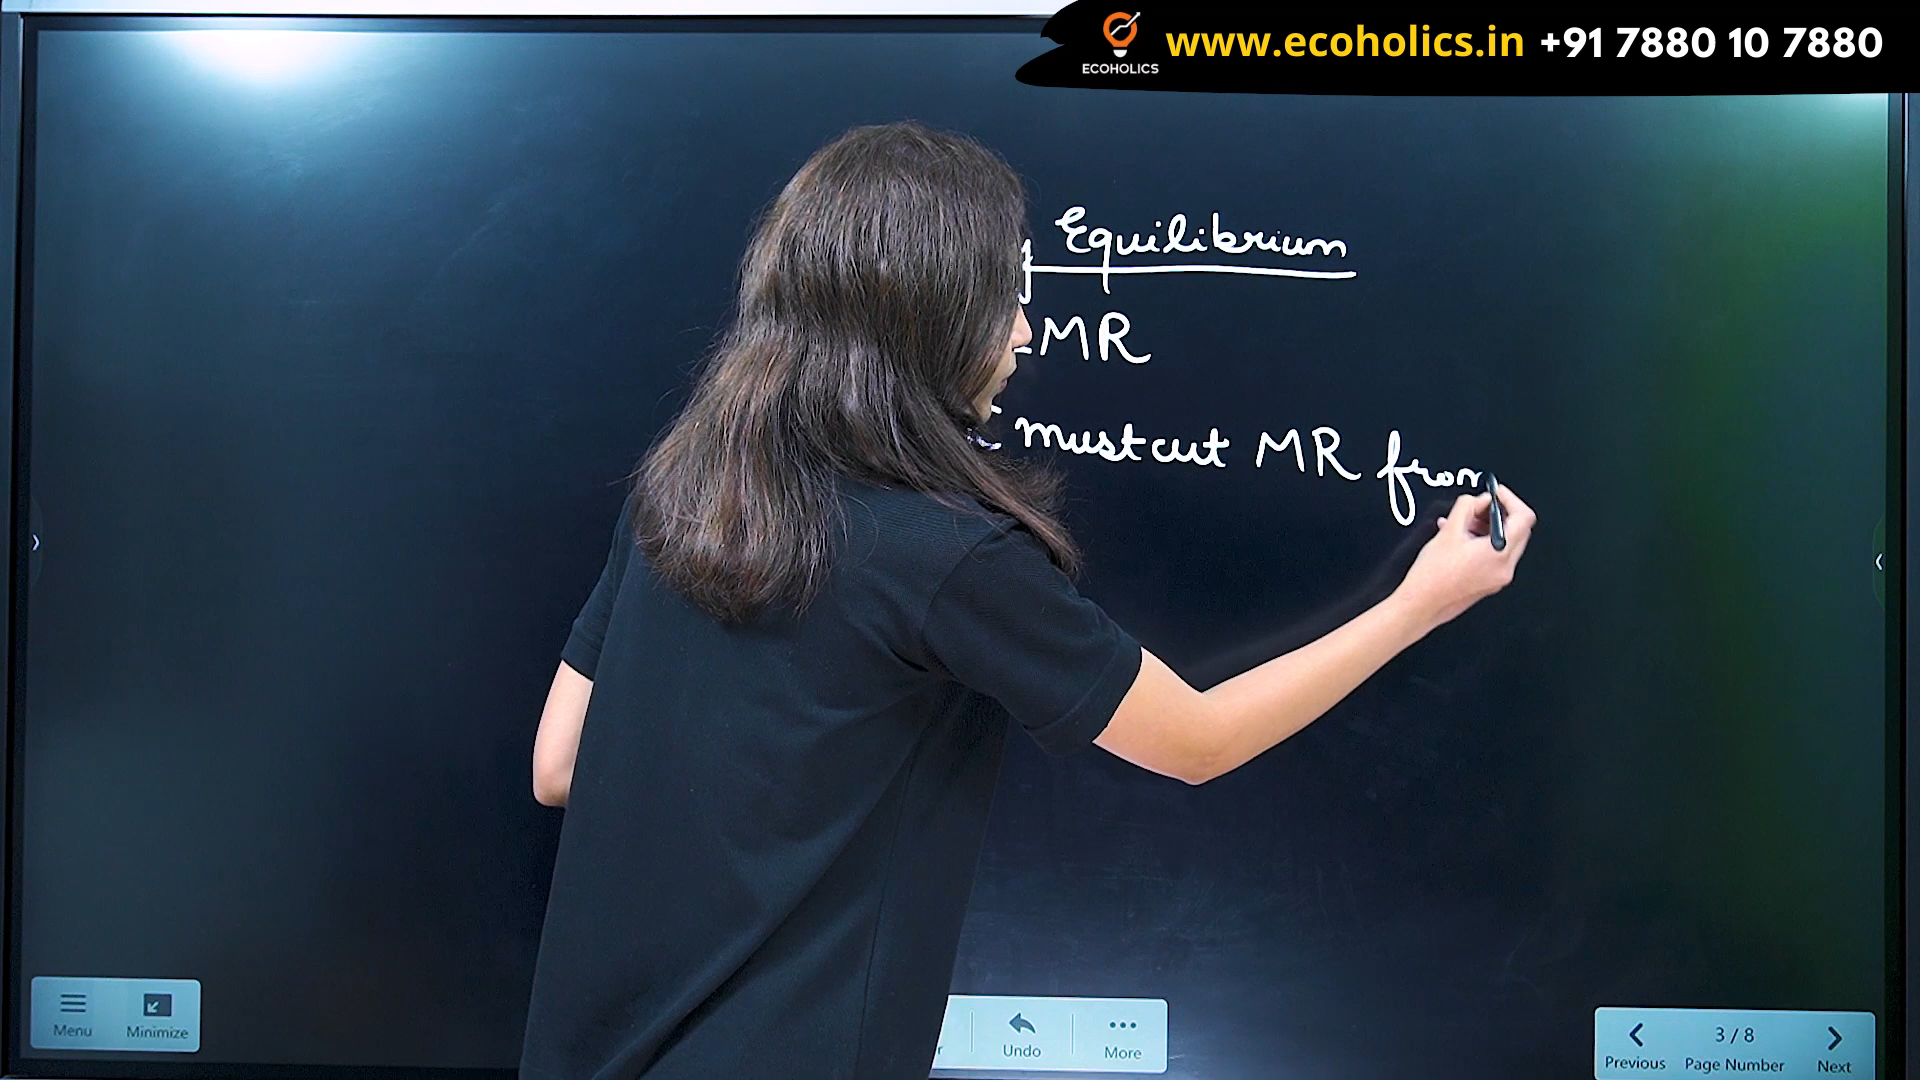 www.ecoholics.in +91 7880 10 7880
ECOHOLICS
Equilibrium
MR
must cut MR from
Menu
Minimize
Undo
More
3 / 8
Previous
Page Number
Next